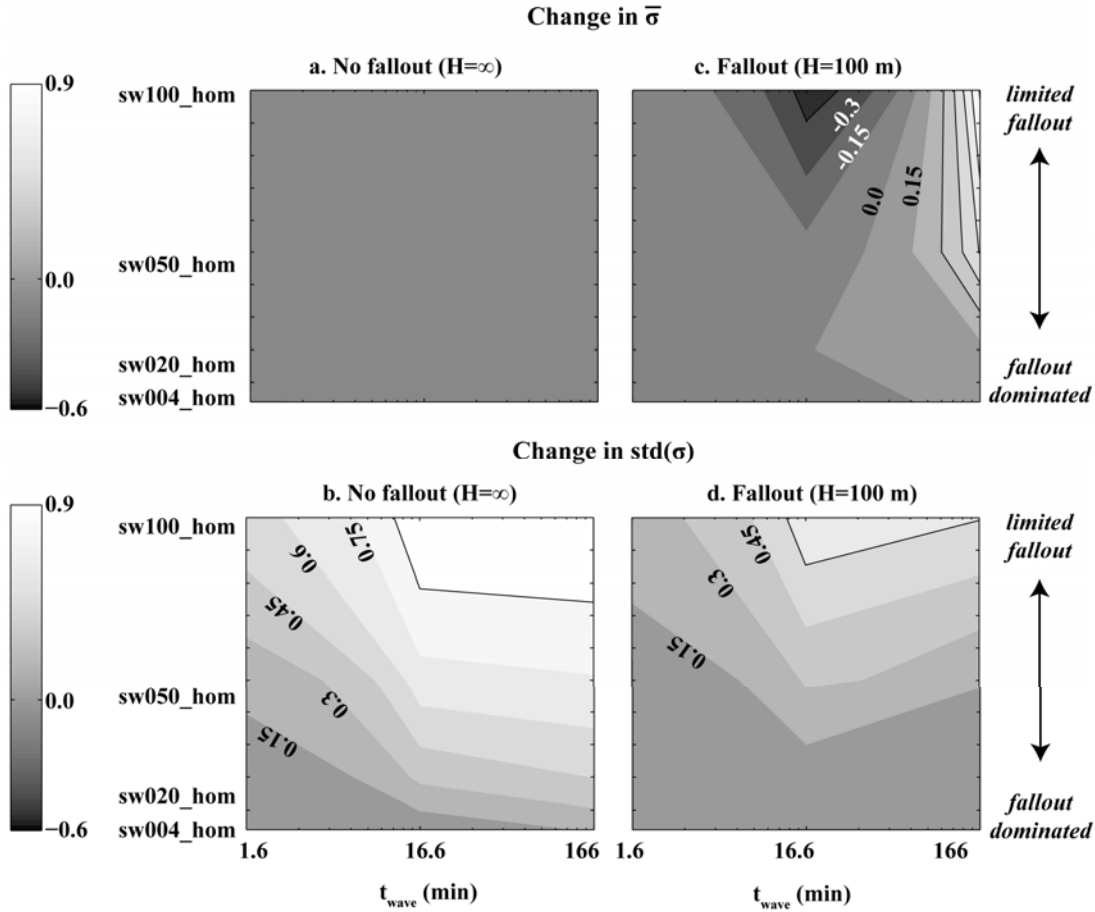 Change in σ̅
a. No fallout (H=∞)
c. Fallout (H=100 m)
0.9
0.0
−0.6
sw100_hom
sw050_hom
sw020_hom
sw004_hom
-0.3
-0.15
0.0
0.15
limited
fallout
fallout
dominated
Change in std(σ)
b. No fallout (H=∞)
d. Fallout (H=100 m)
0.9
0.0
−0.6
sw100_hom
sw050_hom
sw020_hom
sw004_hom
0.75
0.6
0.45
0.3
0.15
0.45
0.3
0.15
limited
fallout
fallout
dominated
1.6 16.6 166
1.6 16.6 166
t_wave (min)
t_wave (min)